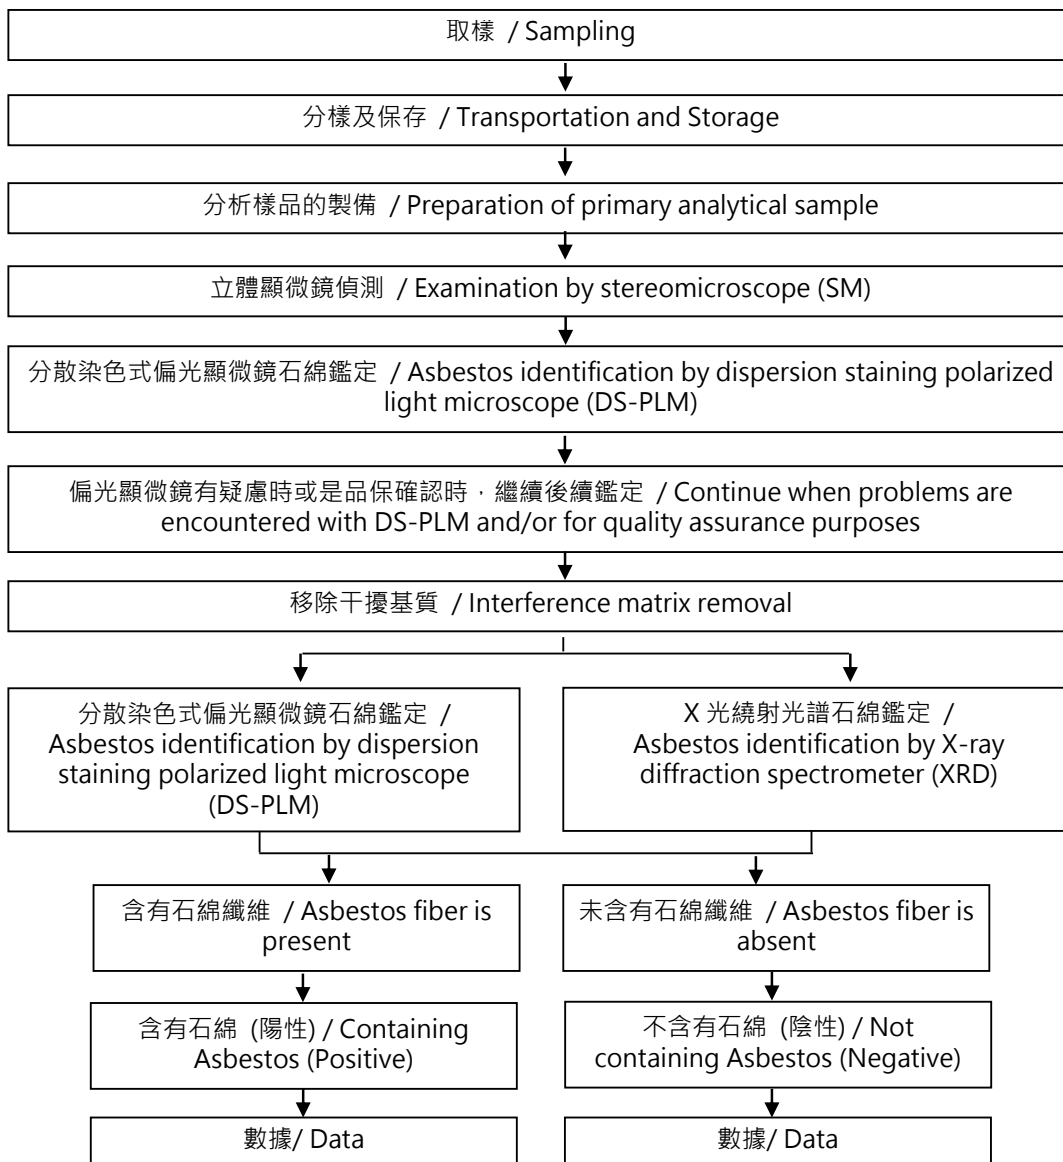 取樣 / Sampling
分樣及保存 / Transportation and Storage
分析樣品的製備 / Preparation of primary analytical sample
立體顯微鏡偵測 / Examination by stereomicroscope (SM)
分散染色式偏光顯微鏡石綿鑑定 / Asbestos identification by dispersion staining polarized
light microscope (DS-PLM)
偏光顯微鏡有疑慮時或是品保確認時，繼續後續鑑定 / Continue when problems are
encountered with DS-PLM and/or for quality assurance purposes
移除干擾基質 / Interference matrix removal
分散染色式偏光顯微鏡石綿鑑定 /
Asbestos identification by dispersion
staining polarized light microscope
(DS-PLM)
X 光繞射光譜石綿鑑定 /
Asbestos identification by X-ray
diffraction spectrometer (XRD)
含有石綿纖維 / Asbestos fiber is
present
未含有石綿纖維 / Asbestos fiber is
absent
含有石綿 (陽性) / Containing
Asbestos (Positive)
不含有石綿 (陰性) / Not
containing Asbestos (Negative)
數據/ Data
數據/ Data